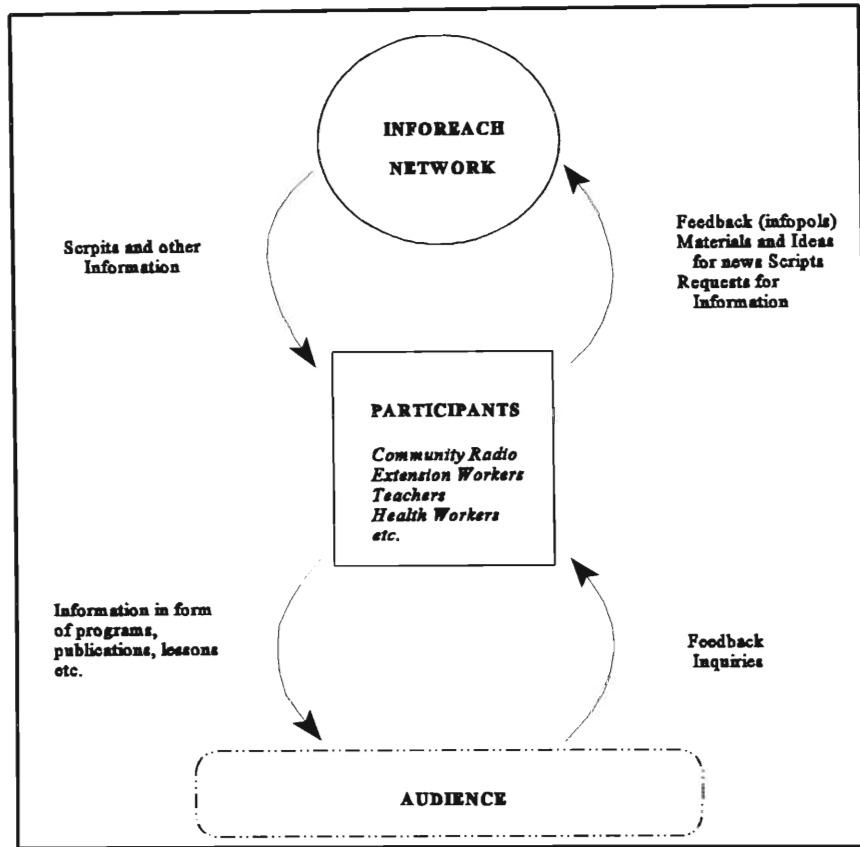 INFOREACH
NETWORK
Scrpits and other
Information
Feedback (infopols)
Materials and Ideas
for news Scripts
Requests for
Information
PARTICIPANTS
Community Radio
Extension Workers
Teachers
Health Workers
etc.
Information in form
of programs,
publications, lessons
etc.
Feedback
Inquiries
AUDIENCE